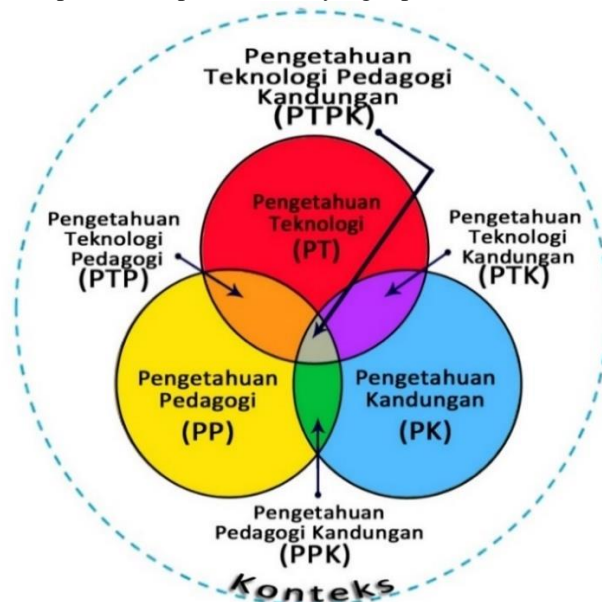 Pengetahuan
Teknologi Pedagogi
Kandungan
(PTPK)
Pengetahuan
Teknologi
Pedagogi
(PTP)
Pengetahuan
Teknologi
(PT)
Pengetahuan
Teknologi
Kandungan
(PTK)
Pengetahuan
Pedagogi
(PP)
Pengetahuan
Kandungan
(PK)
Pengetahuan
Pedagogi Kandungan
(PPK)
Konteks